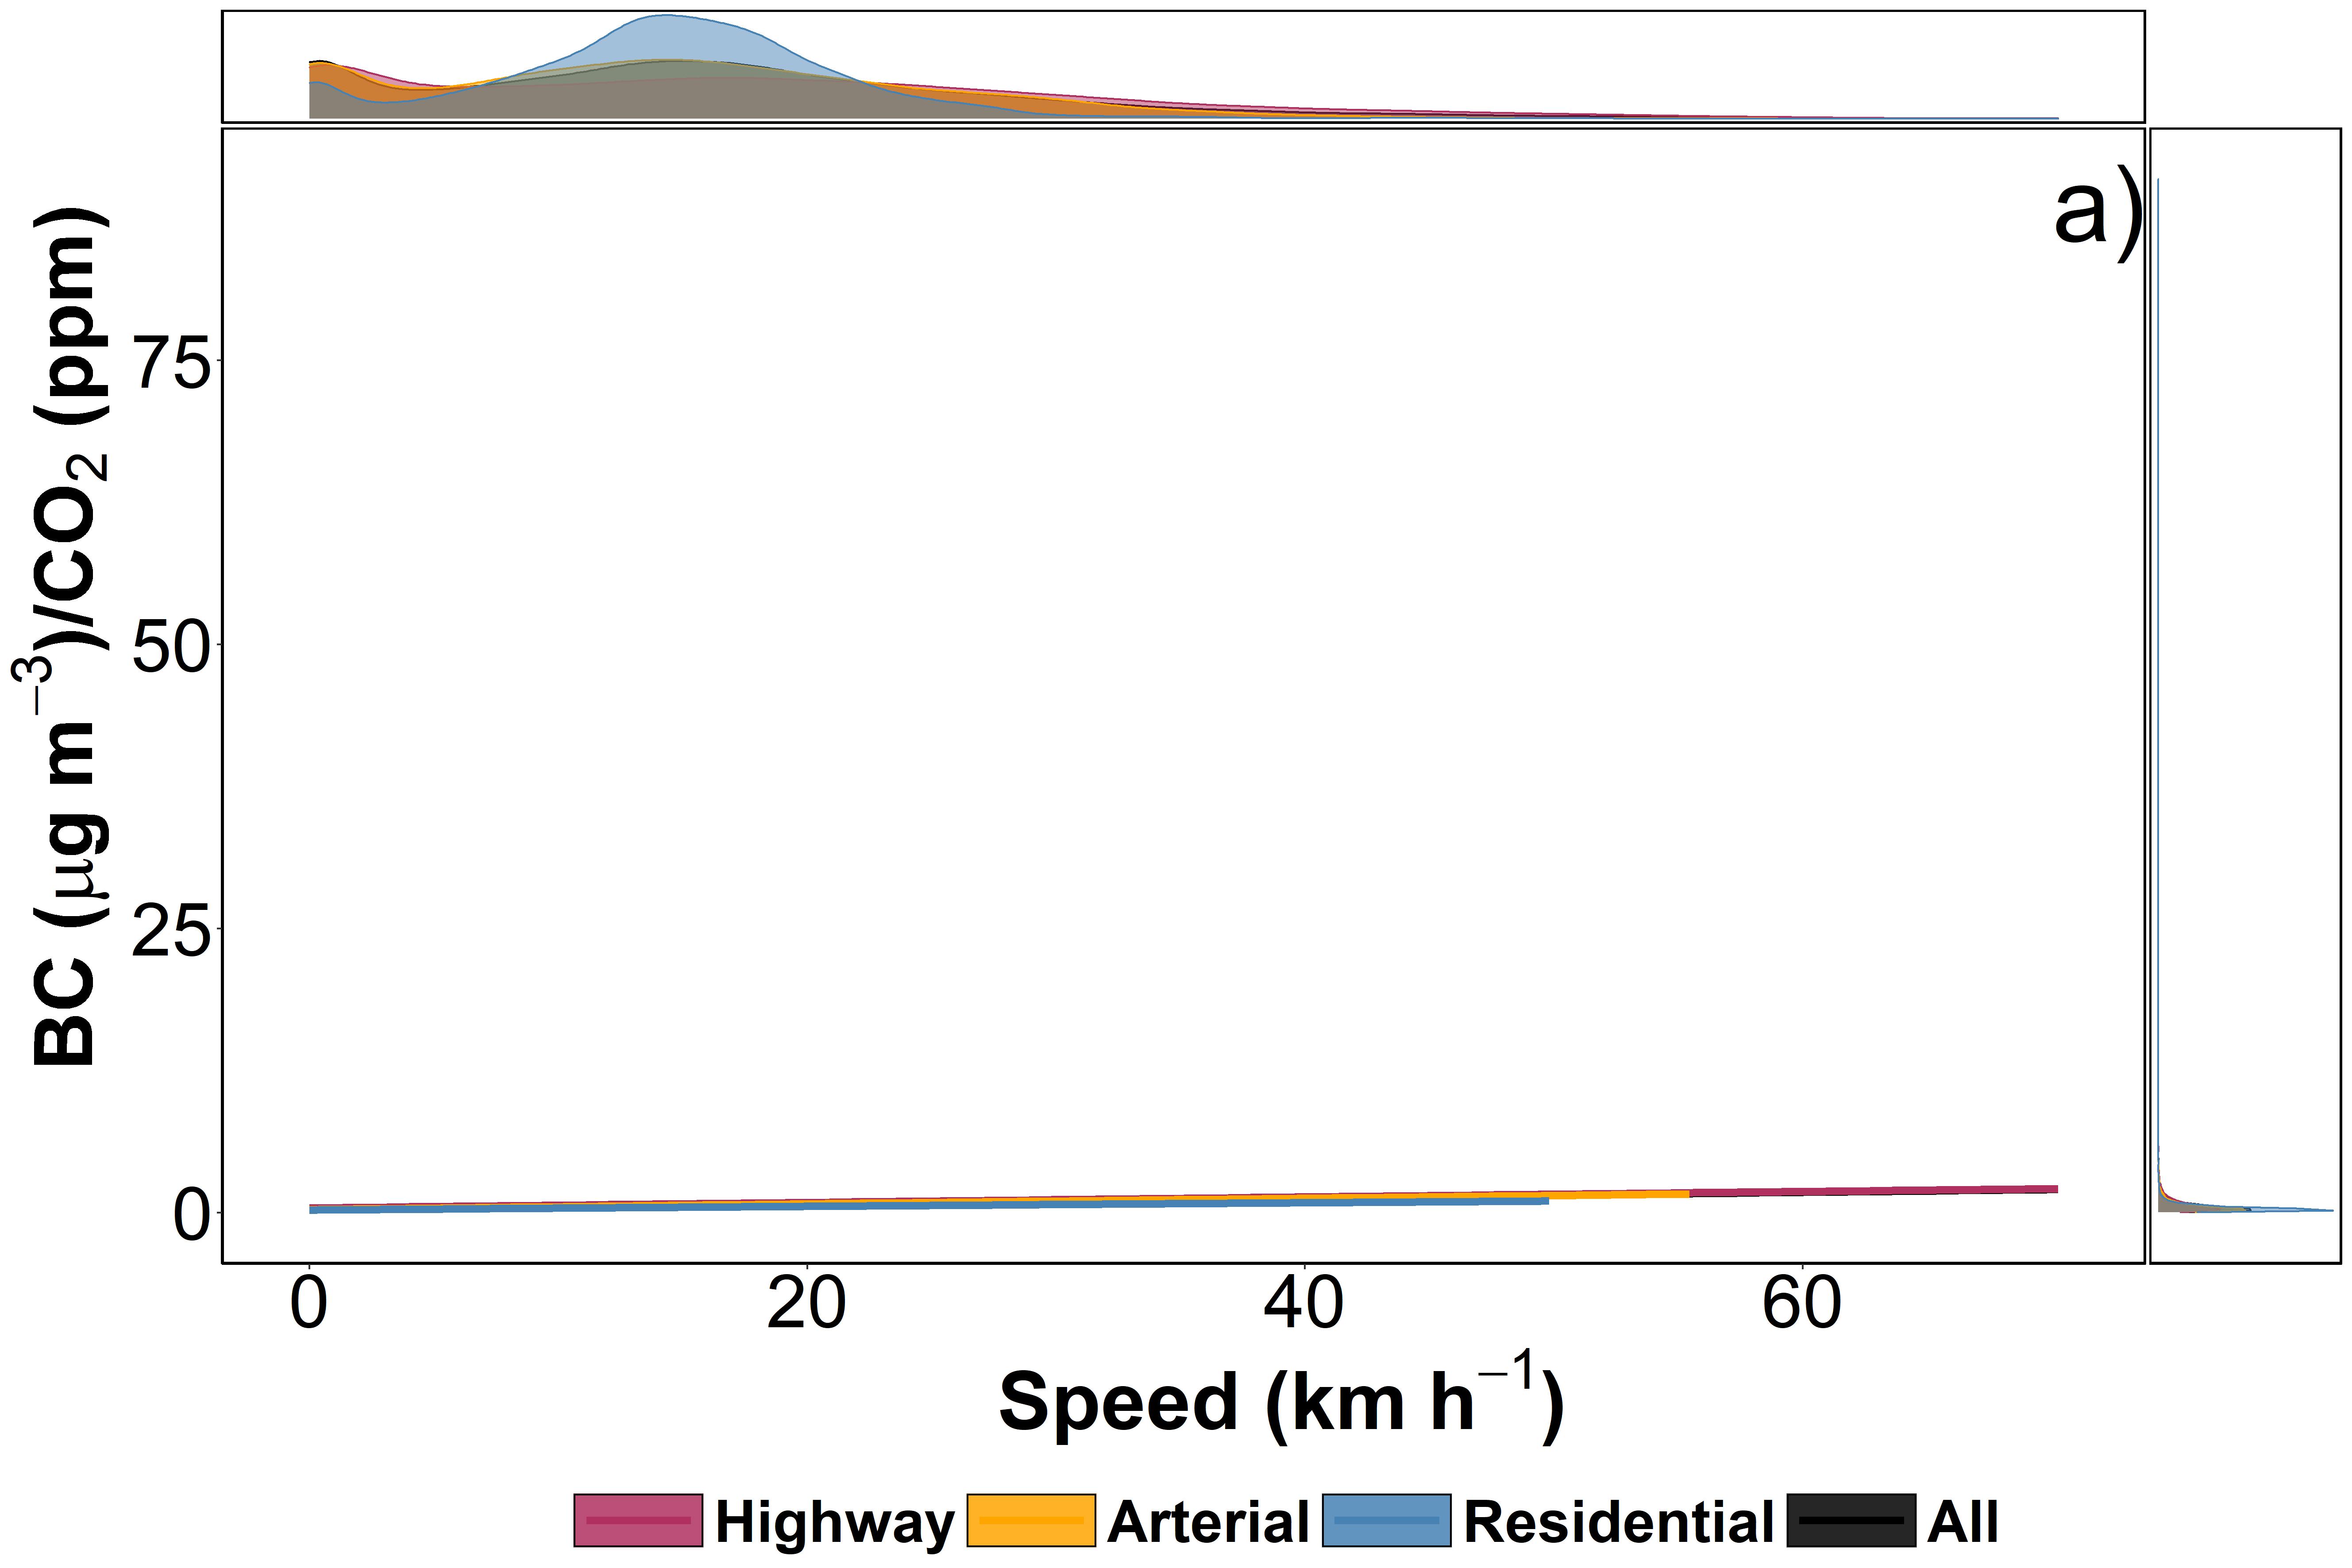 a)
BC (μg m⁻³)/CO₂ (ppm)
75
50
25
0
0 20 40 60
Speed (km h⁻¹)
Highway Arterial Residential All